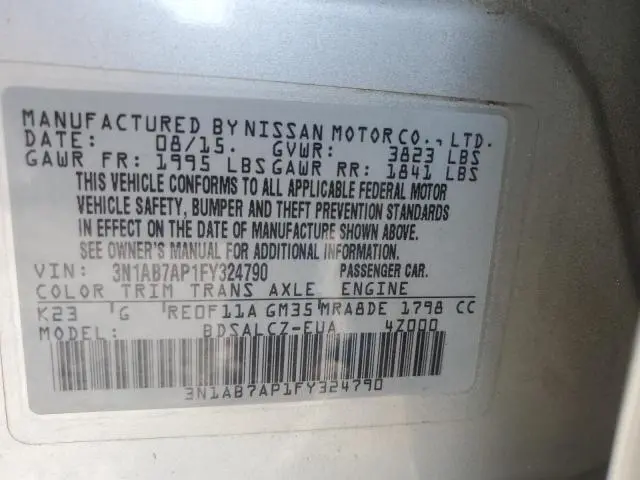 MANUFACTURED BY NISSAN MOTOR CO., LTD.
DATE: 08/15. GVWR: 3823 LBS
GAWR FR: 1995 LBS GAWR RR: 1841 LBS
THIS VEHICLE CONFORMS TO ALL APPLICABLE FEDERAL MOTOR
VEHICLE SAFETY, BUMPER AND THEFT PREVENTION STANDARDS
IN EFFECT ON THE DATE OF MANUFACTURE SHOWN ABOVE.
SEE OWNER'S MANUAL FOR ADDITIONAL INFORMATION.
VIN: 3N1AB7AP1FY324790 PASSENGER CAR.
COLOR TRIM TRANS AXLE ENGINE
K23 G RE0F11A GM35 MRA8DE 1798 CC
MODEL: BDSALCZ-EUA 4Z000
3N1AB7AP1FY324790